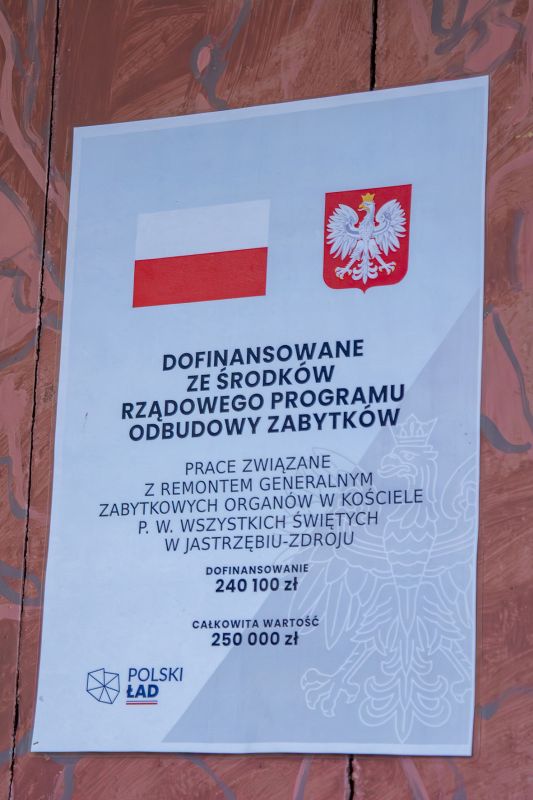 DOFINANSOWANE
ZE ŚRODKÓW
RZĄDOWEGO PROGRAMU
ODBUDOWY ZABYTKÓW
PRACE ZWIĄZANE
Z REMONTEM GENERALNYM
ZABYTKOWYCH ORGANÓW W KOŚCIELE
P. W. WSZYSTKICH ŚWIĘTYCH
W JASTRZĘBIU-ZDROJU
DOFINANSOWANIE
240 100 zł
CAŁKOWITA WARTOŚĆ
250 000 zł
POLSKI
ŁAD